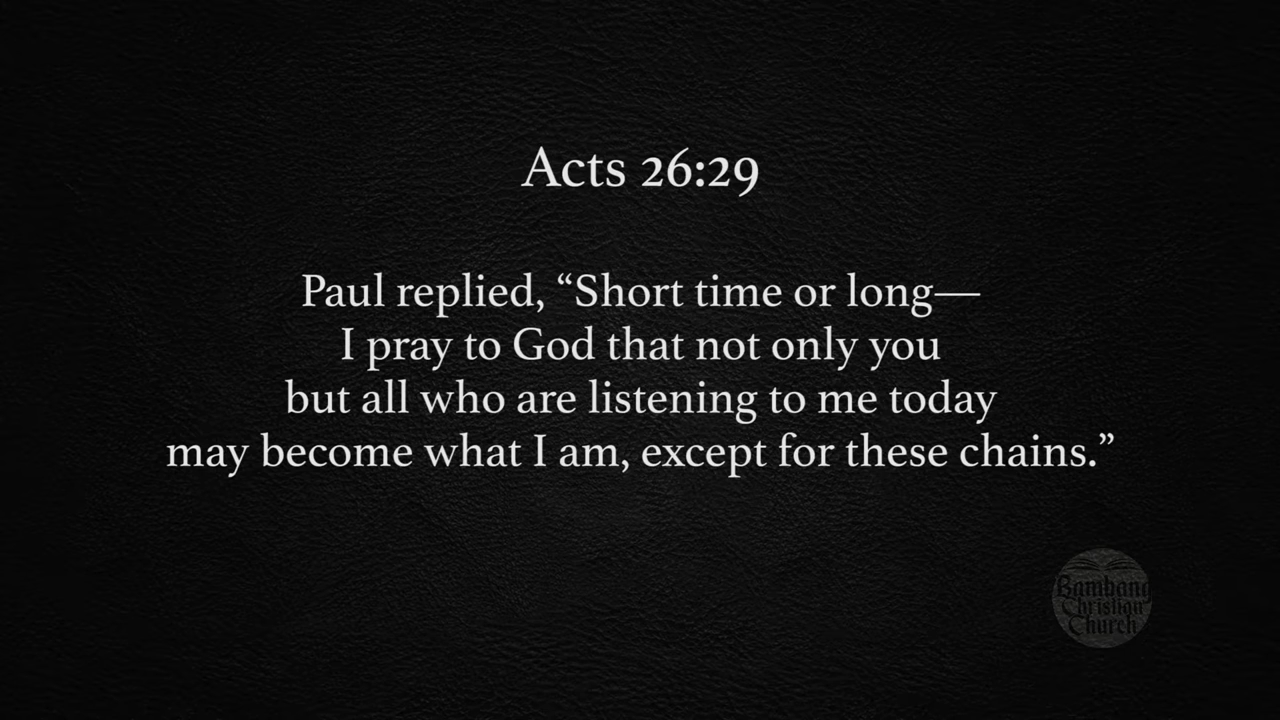 Acts 26:29
Paul replied, “Short time or long—
I pray to God that not only you
but all who are listening to me today
may become what I am, except for these chains.”
Bambang
Christian
Church